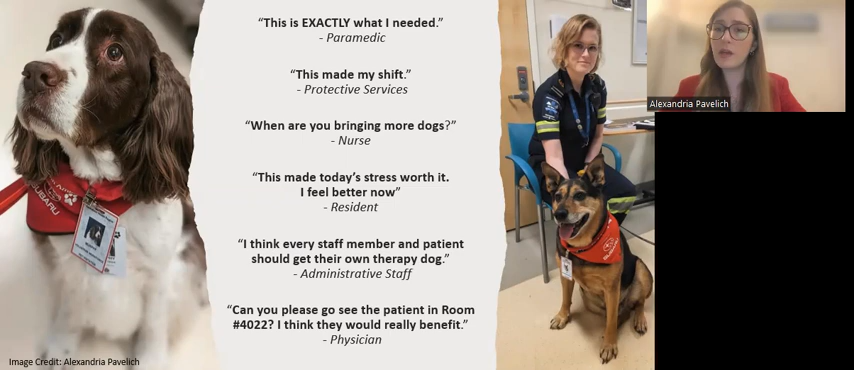 “This is EXACTLY what I needed.”
- Paramedic
“This made my shift.”
- Protective Services
“When are you bringing more dogs?”
- Nurse
“This made today’s stress worth it.
I feel better now”
- Resident
“I think every staff member and patient
should get their own therapy dog.”
- Administrative Staff
“Can you please go see the patient in Room
#4022? I think they would really benefit.”
- Physician
Image Credit: Alexandria Pavelich
SUBARU
SUBARU
Alexandria Pavelich